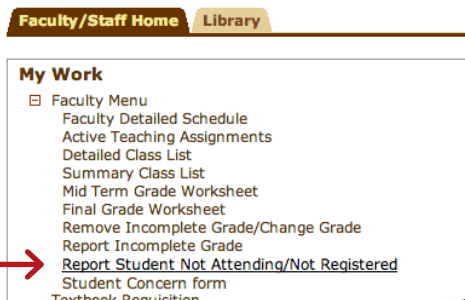 Faculty/Staff Home Library
My Work
Faculty Menu
Faculty Detailed Schedule
Active Teaching Assignments
Detailed Class List
Summary Class List
Mid Term Grade Worksheet
Final Grade Worksheet
Remove Incomplete Grade/Change Grade
Report Incomplete Grade
Report Student Not Attending/Not Registered
Student Concern form
Textbook Requisition